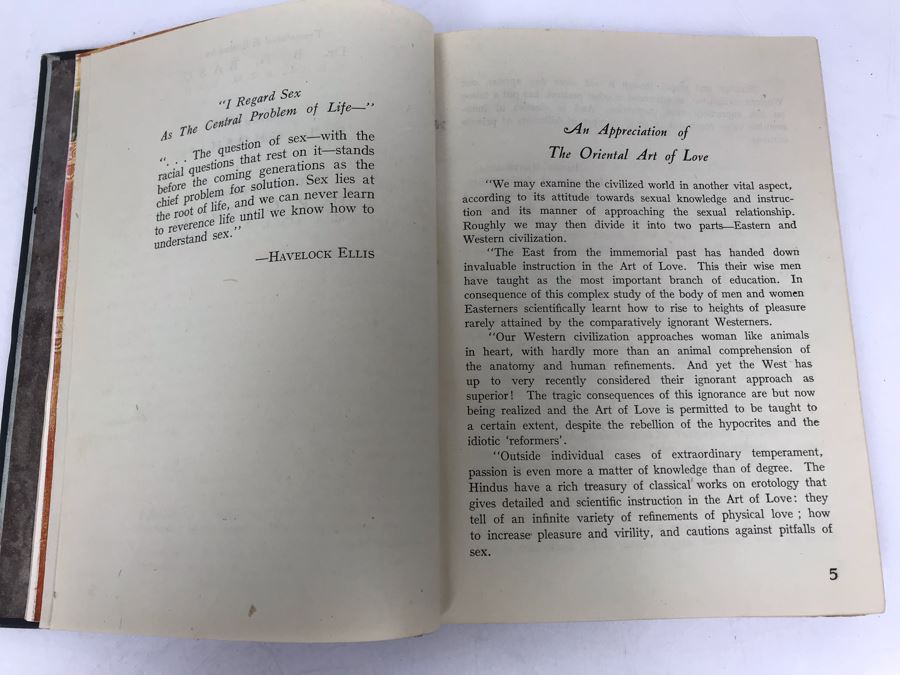 "I Regard Sex
As The Central Problem of Life—"
". . . The question of sex—with the
racial questions that rest on it—stands
before the coming generations as the
chief problem for solution. Sex lies at
the root of life, and we can never learn
to reverence life until we know how to
understand sex."
—HAVELOCK ELLIS
An Appreciation of
The Oriental Art of Love
"We may examine the civilized world in another vital aspect,
according to its attitude towards sexual knowledge and instruc-
tion and its manner of approaching the sexual relationship.
Roughly we may then divide it into two parts—Eastern and
Western civilization.
"The East from the immemorial past has handed down
invaluable instruction in the Art of Love. This their wise men
have taught as the most important branch of education. In
consequence of this complex study of the body of men and women
Easterners scientifically learnt how to rise to heights of pleasure
rarely attained by the comparatively ignorant Westerners.
"Our Western civilization approaches woman like animals
in heart, with hardly more than an animal comprehension of
the anatomy and human refinements. And yet the West has
up to very recently considered their ignorant approach as
superior! The tragic consequences of this ignorance are but now
being realized and the Art of Love is permitted to be taught to
a certain extent, despite the rebellion of the hypocrites and the
idiotic 'reformers'.
"Outside individual cases of extraordinary temperament,
passion is even more a matter of knowledge than of degree. The
Hindus have a rich treasury of classical works on erotology that
gives detailed and scientific instruction in the Art of Love: they
tell of an infinite variety of refinements of physical love; how
to increase pleasure and virility, and cautions against pitfalls of
sex.
5